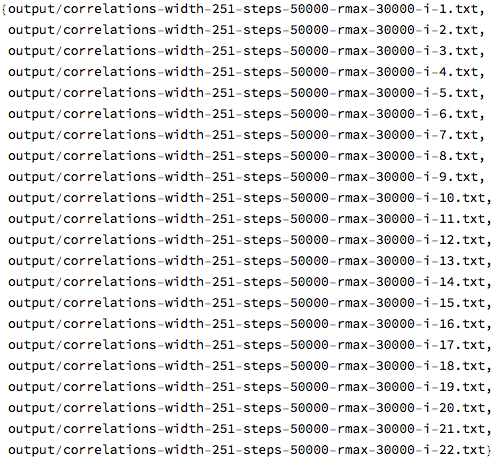 {output/correlations-width-251-steps-50000-rmax-30000-i-1.txt,
output/correlations-width-251-steps-50000-rmax-30000-i-2.txt,
output/correlations-width-251-steps-50000-rmax-30000-i-3.txt,
output/correlations-width-251-steps-50000-rmax-30000-i-4.txt,
output/correlations-width-251-steps-50000-rmax-30000-i-5.txt,
output/correlations-width-251-steps-50000-rmax-30000-i-6.txt,
output/correlations-width-251-steps-50000-rmax-30000-i-7.txt,
output/correlations-width-251-steps-50000-rmax-30000-i-8.txt,
output/correlations-width-251-steps-50000-rmax-30000-i-9.txt,
output/correlations-width-251-steps-50000-rmax-30000-i-10.txt,
output/correlations-width-251-steps-50000-rmax-30000-i-11.txt,
output/correlations-width-251-steps-50000-rmax-30000-i-12.txt,
output/correlations-width-251-steps-50000-rmax-30000-i-13.txt,
output/correlations-width-251-steps-50000-rmax-30000-i-14.txt,
output/correlations-width-251-steps-50000-rmax-30000-i-15.txt,
output/correlations-width-251-steps-50000-rmax-30000-i-16.txt,
output/correlations-width-251-steps-50000-rmax-30000-i-17.txt,
output/correlations-width-251-steps-50000-rmax-30000-i-18.txt,
output/correlations-width-251-steps-50000-rmax-30000-i-19.txt,
output/correlations-width-251-steps-50000-rmax-30000-i-20.txt,
output/correlations-width-251-steps-50000-rmax-30000-i-21.txt,
output/correlations-width-251-steps-50000-rmax-30000-i-22.txt}